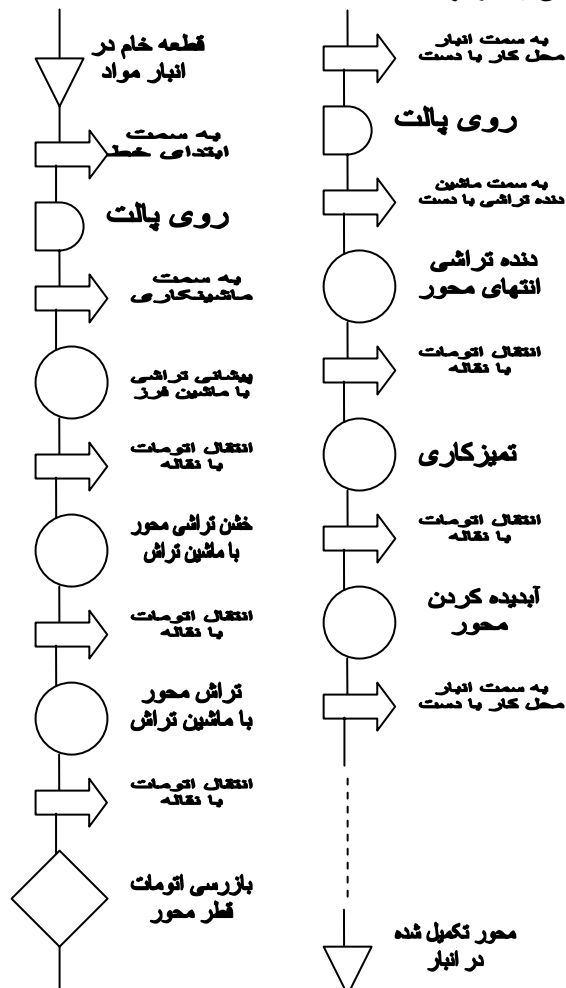 قطعه خام در
انبار مواد
به سمت
ابتدای خط
روی پالت
به سمت
ماشینکاری
پیشانی تراشی
با ماشین فرز
انتقال اتومات
با نقاله
خشن تراشی محور
با ماشین تراش
انتقال اتومات
با نقاله
تراش محور
با ماشین تراش
انتقال اتومات
با نقاله
بازرسی اتومات
قطر محور
به سمت انبار
محل کار با دست
روی پالت
به سمت ماشین
دنده تراشی با دست
دنده تراشی
انتهای محور
انتقال اتومات
با نقاله
تمیزکاری
انتقال اتومات
با نقاله
آبدیده کردن
محور
به سمت انبار
محل کار با دست
محور تکمیل شده
در انبار